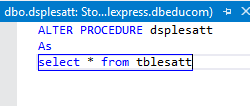 dbo.dsplesatt: Sto...lexpress.dbeducom)
ALTER PROCEDURE dsplesatt
As
select * from tblesatt